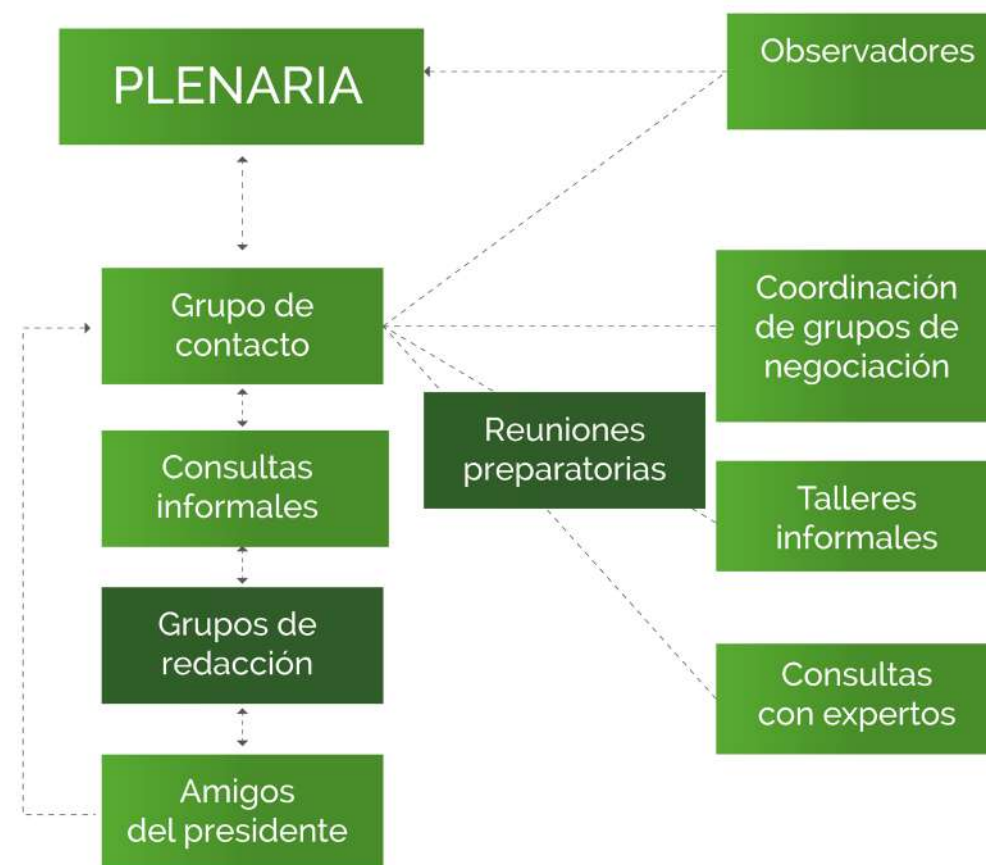 PLENARIA
Observadores
Grupo de
contacto
Coordinación
de grupos de
negociación
Reuniones
preparatorias
Consultas
informales
Talleres
informales
Grupos de
redacción
Consultas
con expertos
Amigos
del presidente